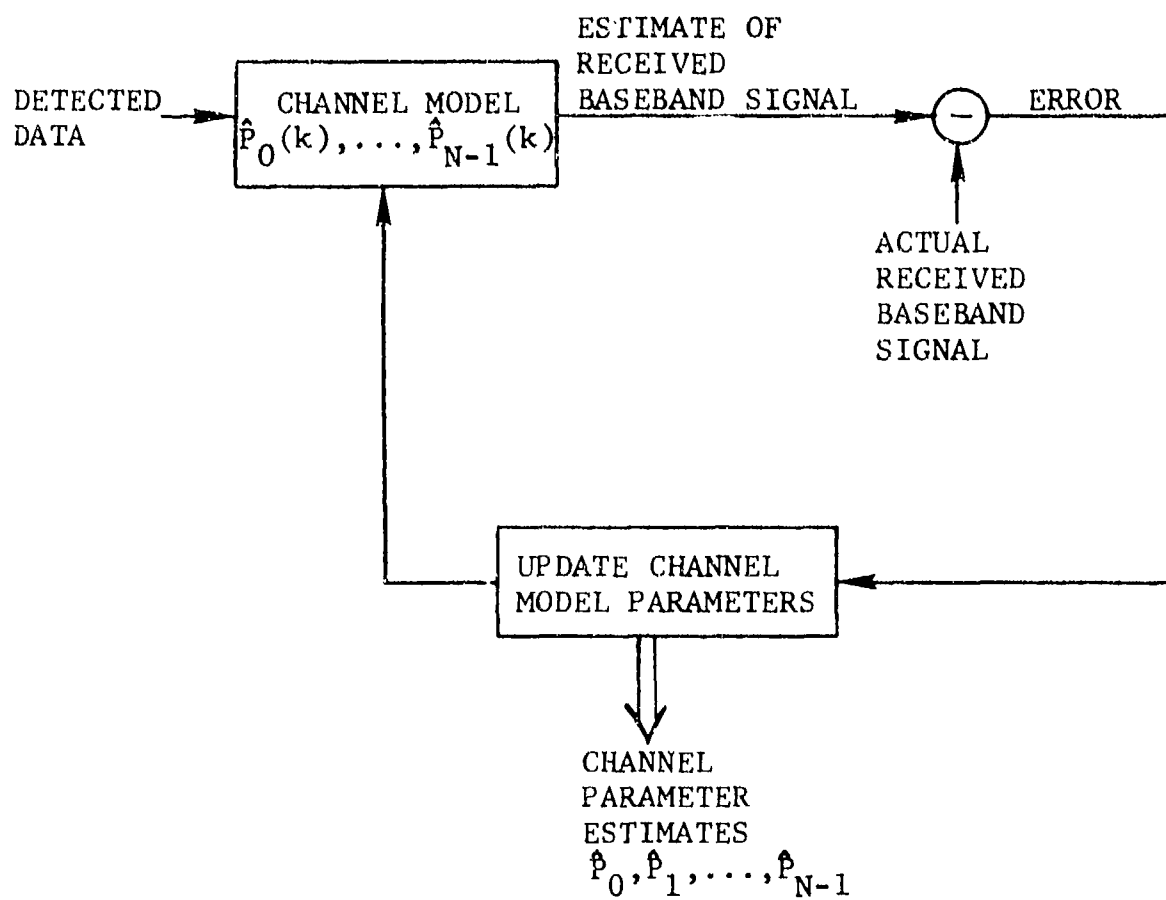 ESTIMATE OF
RECEIVED
BASEBAND SIGNAL
DETECTED
DATA
CHANNEL MODEL
P̂₀(k),...,P̂_{N-1}(k)
-
ERROR
ACTUAL
RECEIVED
BASEBAND
SIGNAL
UPDATE CHANNEL
MODEL PARAMETERS
CHANNEL
PARAMETER
ESTIMATES
P̂₀,P̂₁,...,P̂_{N-1}